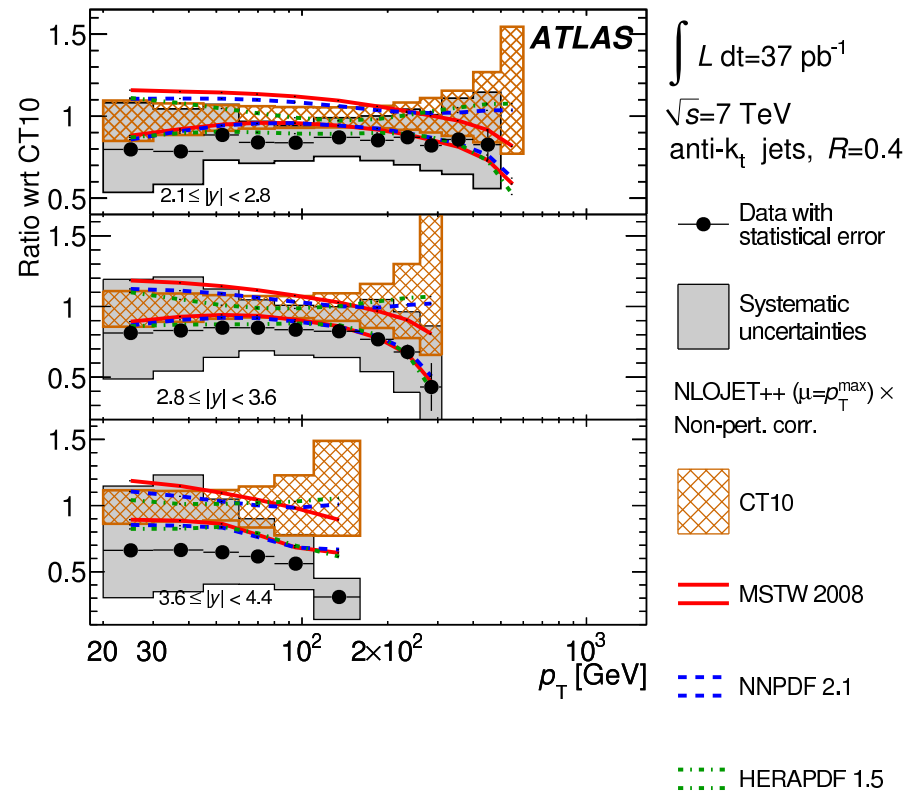 Ratio wrt CT10
1.5
1
0.5
ATLAS
2.1 ≤ |y| < 2.8
1.5
1
0.5
2.8 ≤ |y| < 3.6
1.5
1
0.5
3.6 ≤ |y| < 4.4
20 30 10² 2×10² 10³
p_T [GeV]
∫ L dt=37 pb⁻¹
√s=7 TeV
anti-k_t jets, R=0.4
Data with
statistical error
Systematic
uncertainties
NLOJET++ (μ=p_T^max) ×
Non-pert. corr.
CT10
MSTW 2008
NNPDF 2.1
HERAPDF 1.5